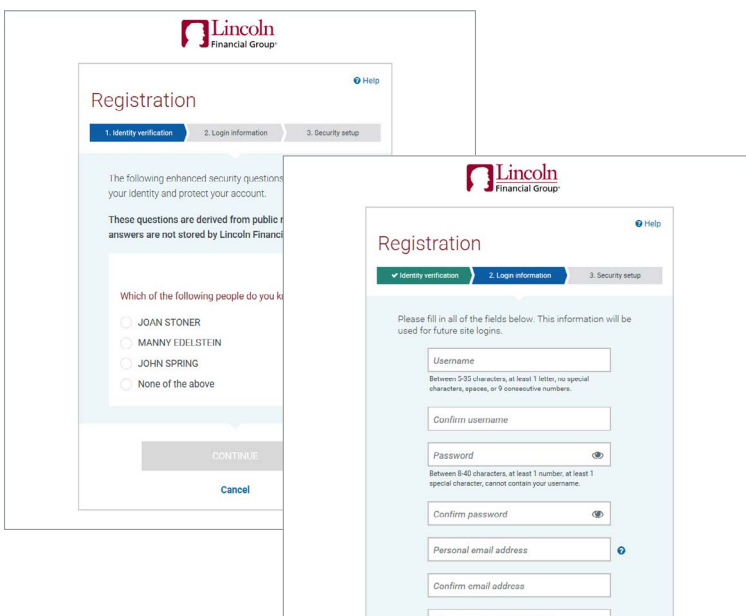 Lincoln
Financial Group®
Help
Registration
1. Identity verification
2. Login information
3. Security setup
The following enhanced security questions
your identity and protect your account.
These questions are derived from public
answers are not stored by Lincoln
Which of the following people do you
JOAN STONER
MANNY EDELSTEIN
JOHN SPRING
None of the above
CONTINUE
Cancel
Lincoln
Financial Group®
Help
Registration
✔ Identity verification
2. Login information
3. Security setup
Please fill in all of the fields below. This information will be
used for future site logins.
Username
Between 5-35 characters, at least 1 letter, no special
characters, spaces, or 9 consecutive numbers.
Confirm username
Password
Between 8-40 characters, at least 1 number, at least 1
special character, cannot contain your username.
Confirm password
Personal email address
Confirm email address